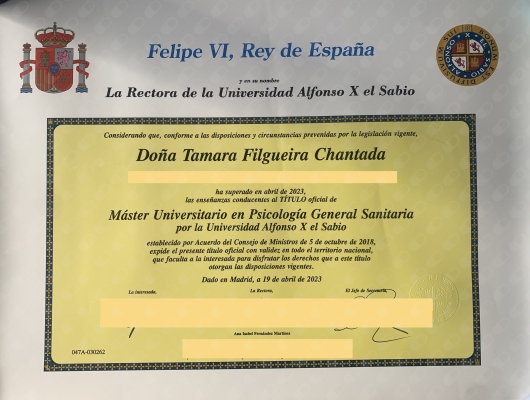 Felipe VI, Rey de España
y en su nombre
La Rectora de la Universidad Alfonso X el Sabio
Considerando que, conforme a las disposiciones y circunstancias prevenidas por la legislación vigente,
Doña Tamara Filgueira Chantada
ha superado en abril de 2023,
las enseñanzas conducentes al TÍTULO oficial de
Máster Universitario en Psicología General Sanitaria
por la Universidad Alfonso X el Sabio
establecido por Acuerdo del Consejo de Ministros de 5 de octubre de 2018,
expide el presente título oficial con validez en todo el territorio nacional,
que faculta a la interesada para disfrutar los derechos que a este título
otorgan las disposiciones vigentes.
Dado en Madrid, a 19 de abril de 2023
La interesada, La Rectora, El Jefe de Secretaría,
Ana Isabel Fernández Martínez
047A-030262